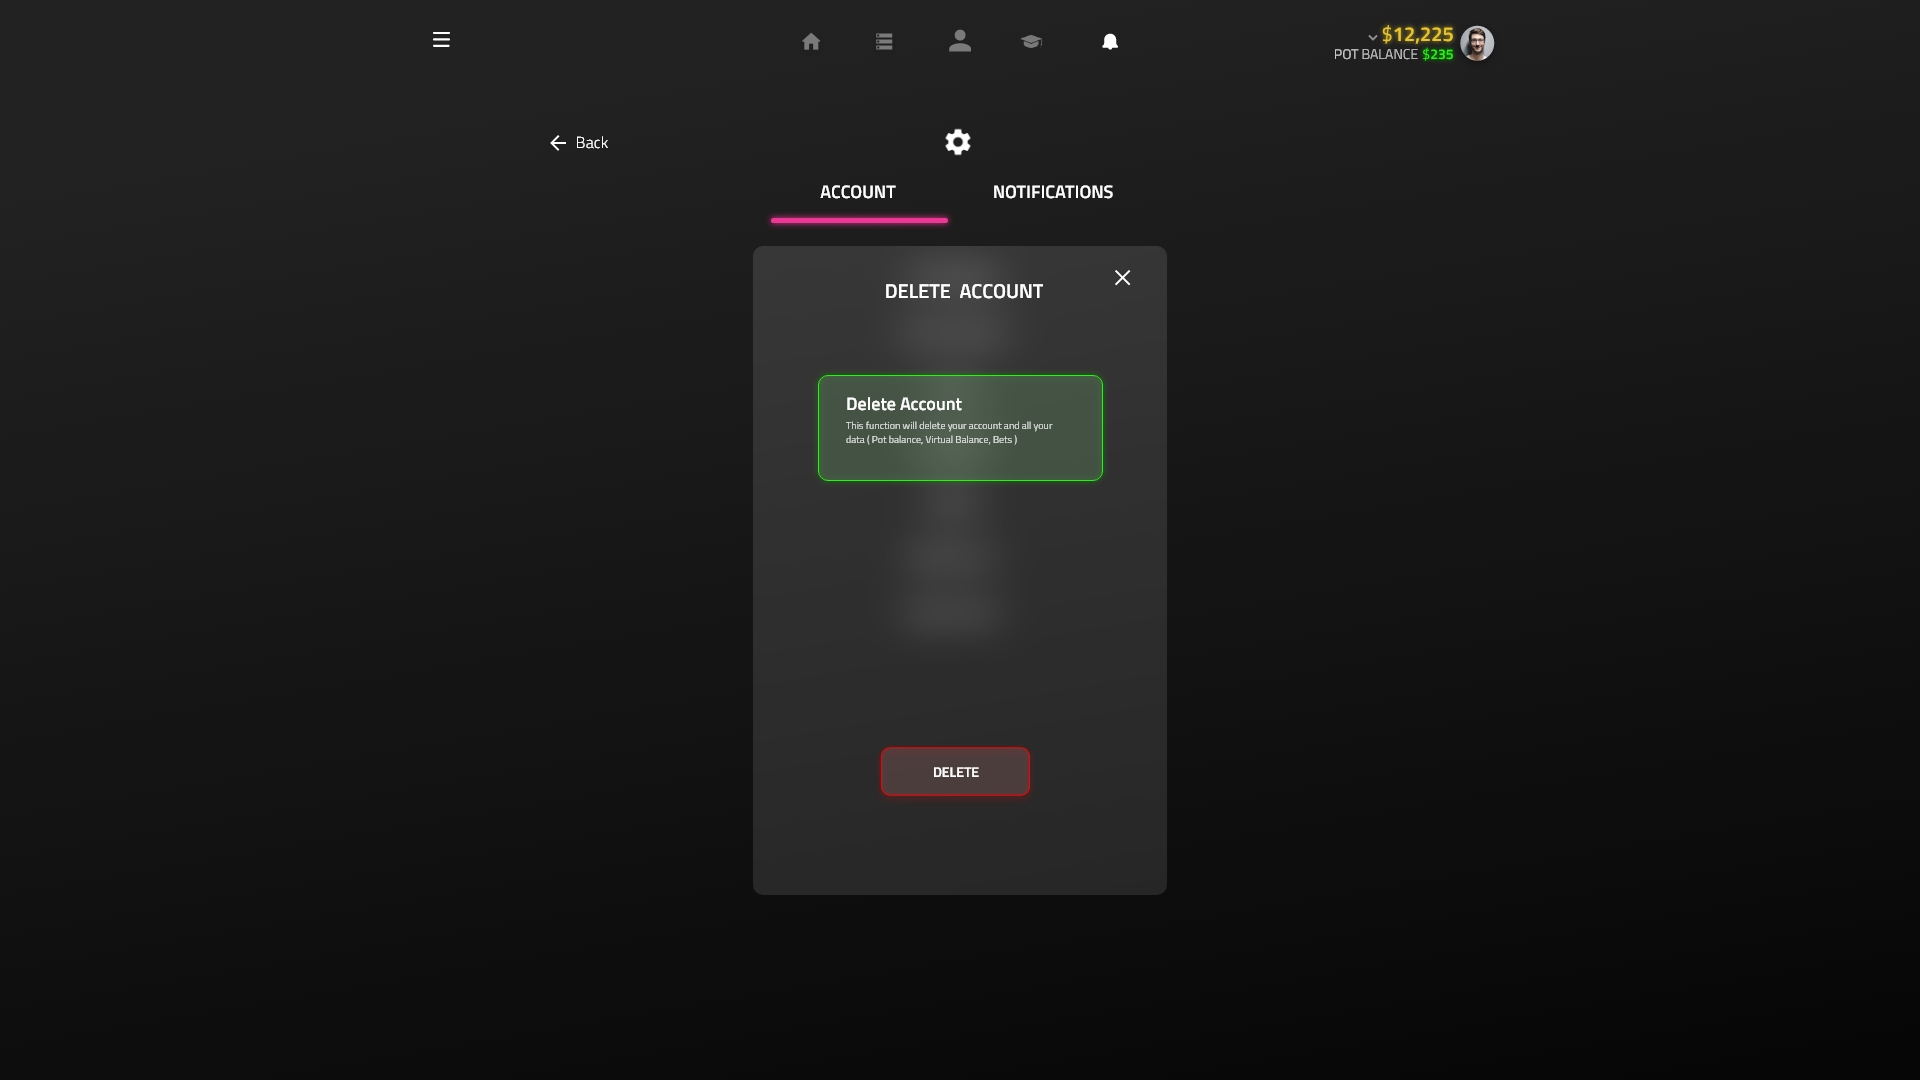 $12,225
POT BALANCE $235
Back
ACCOUNT
NOTIFICATIONS
DELETE ACCOUNT
Delete Account
This function will delete your account and all your
data ( Pot balance, Virtual Balance, Bets )
DELETE